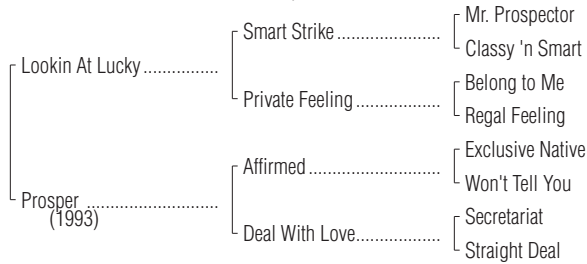 Mr. Prospector
Smart Strike ....................
Classy 'n Smart
Lookin At Lucky ...............
Belong to Me
Private Feeling .................
Regal Feeling
Exclusive Native
Affirmed ..........................
Won't Tell You
Prosper ..........................
(1993)
Secretariat
Deal With Love .................
Straight Deal